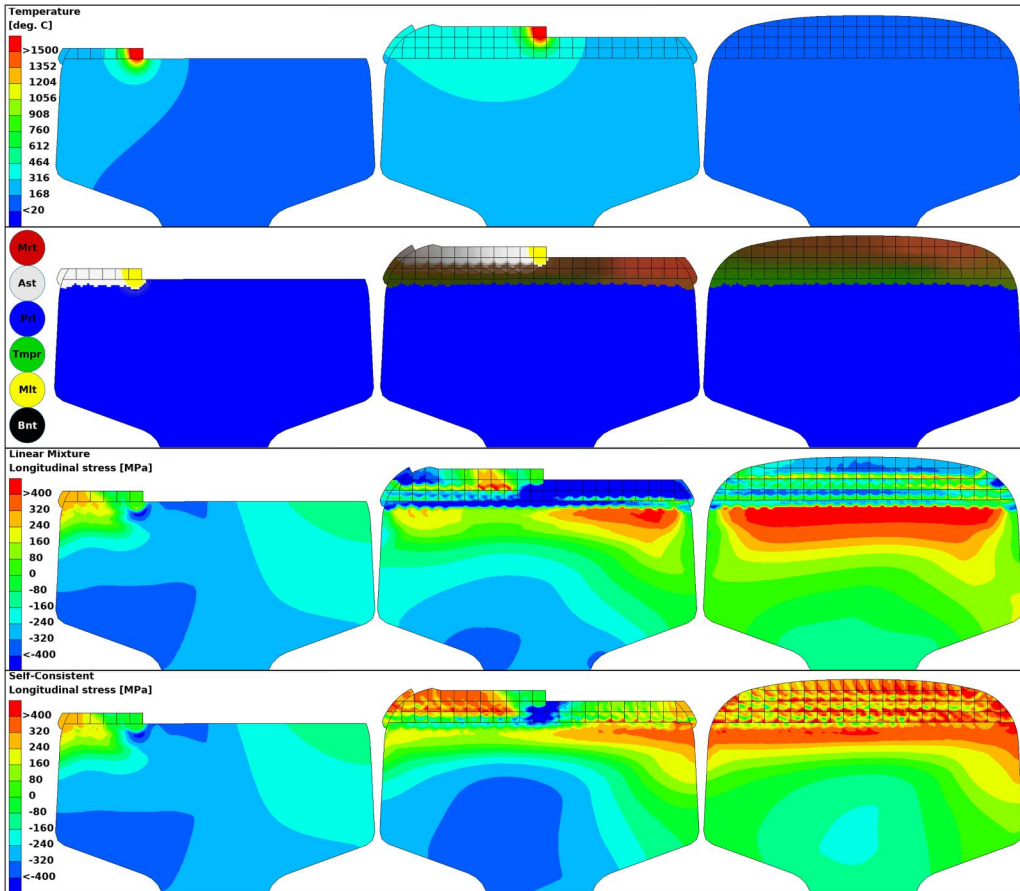 Temperature
[deg. C]
>1500
1352
1204
1056
908
760
612
464
316
168
<20
Mrt
Ast
Prl
Tmpr
Mlt
Bnt
Linear Mixture
Longitudinal stress [MPa]
>400
320
240
160
80
0
-80
-160
-240
-320
<-400
Self-Consistent
Longitudinal stress [MPa]
>400
320
240
160
80
0
-80
-160
-240
-320
<-400